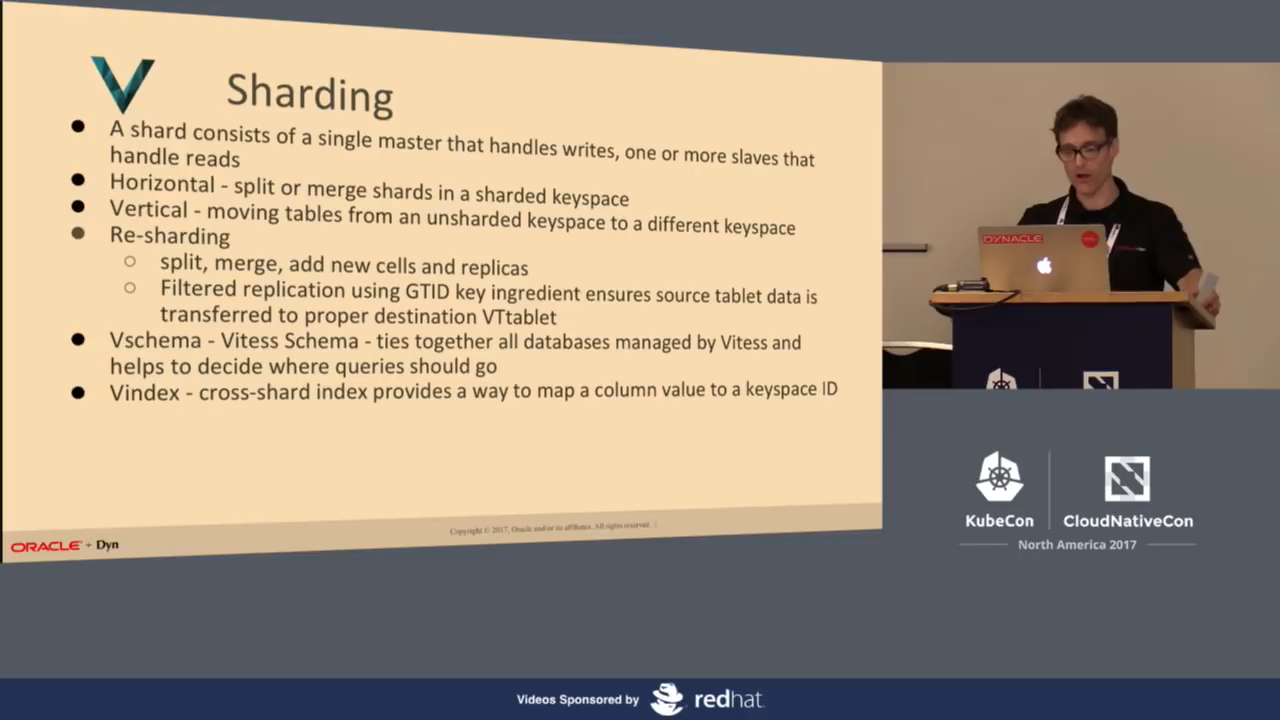 Sharding
● A shard consists of a single master that handles writes, one or more slaves that
handle reads
● Horizontal - split or merge shards in a sharded keyspace
● Vertical - moving tables from an unsharded keyspace to a different keyspace
● Re-sharding
○ split, merge, add new cells and replicas
○ Filtered replication using GTID key ingredient ensures source tablet data is
transferred to proper destination VTtablet
● Vschema - Vitess Schema - ties together all databases managed by Vitess and
helps to decide where queries should go
● Vindex - cross-shard index provides a way to map a column value to a keyspace ID
Copyright © 2017, Oracle and/or its affiliates. All rights reserved.
ORACLE + Dyn
DYNACLE
KubeCon
CloudNativeCon
North America 2017
Videos Sponsored by
redhat